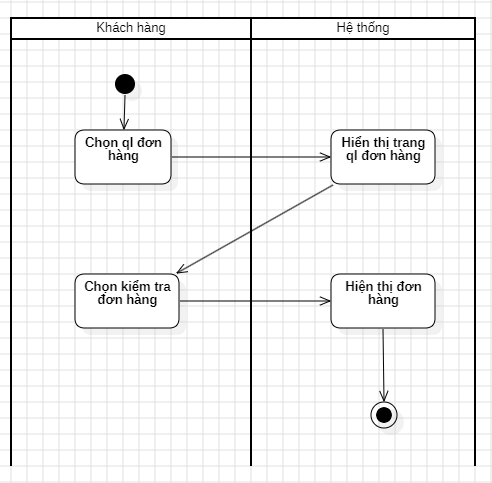 Khách hàng
Hệ thống
Chọn ql đơn
hàng
Hiển thị trang
ql đơn hàng
Chọn kiểm tra
đơn hàng
Hiện thị đơn
hàng